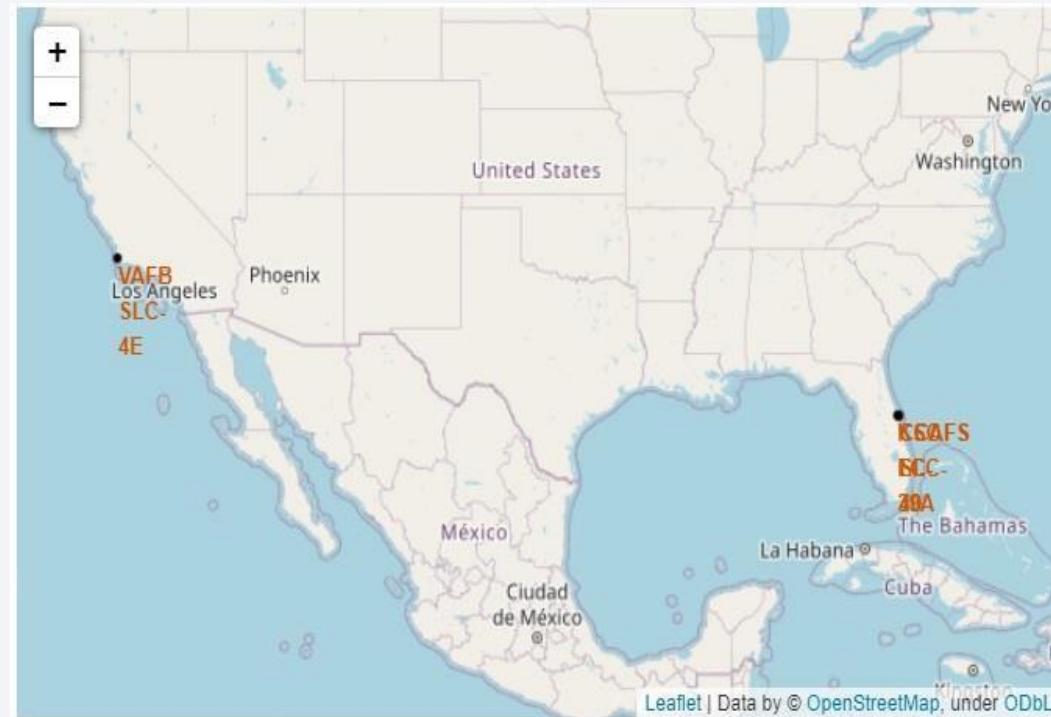 +
−
New Yo
Washington
United States
VAFB
SLC-
4E
Los Angeles
Phoenix
The Bahamas
México
La Habana
Cuba
Ciudad
de México
Leaflet | Data by © OpenStreetMap, under ODbL